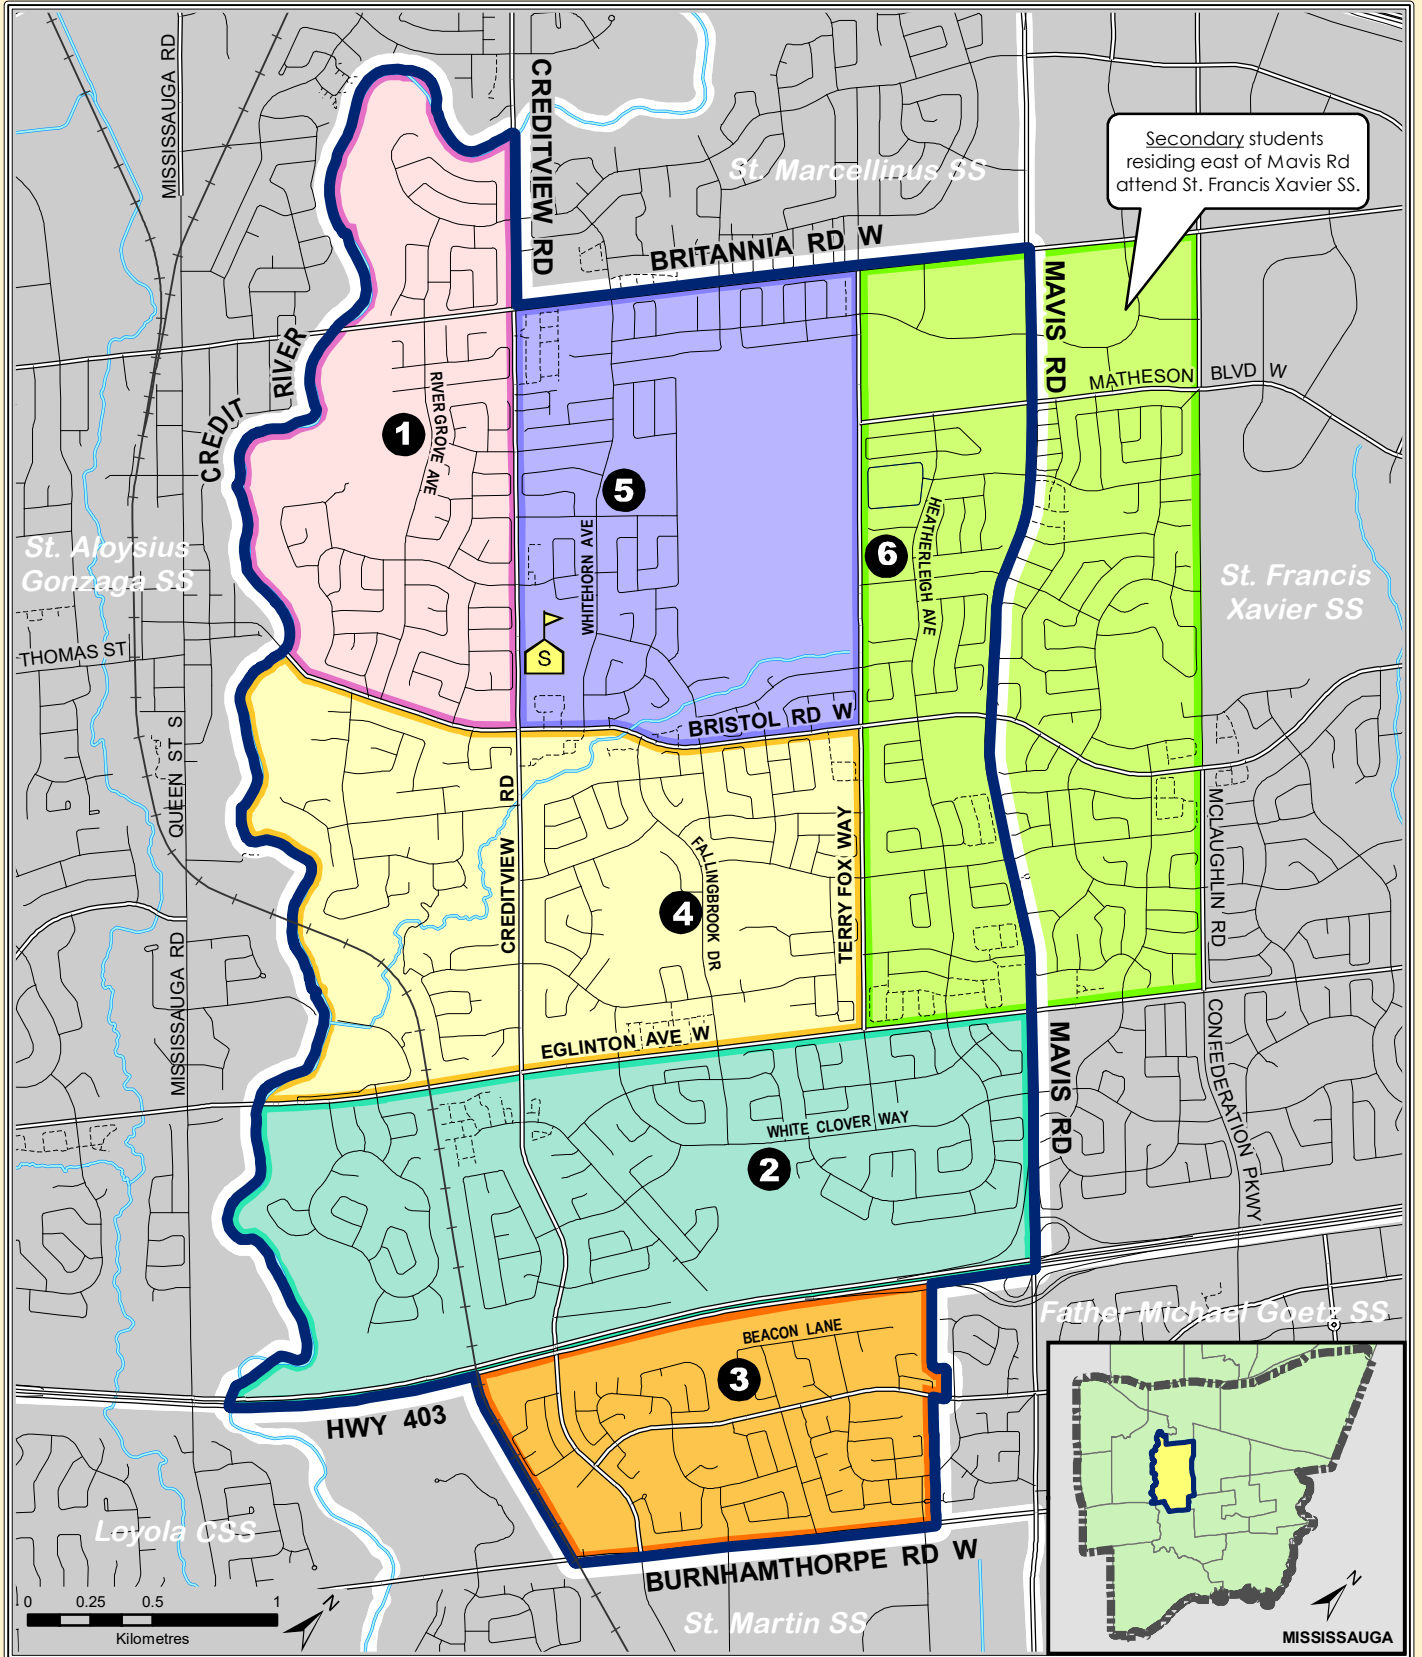 MISSISSAUGA RD
CREDITVIEW RD
St. Marcellinus SS
Secondary students
residing east of Mavis Rd
attend St. Francis Xavier SS.
BRITANNIA RD W
MAVIS RD
MATHESON BLVD W
CREDIT RIVER
RIVERGROVE AVE
1
5
WHITEHORN AVE
6
HEATHERLEIGH AVE
St. Aloysius
Gonzaga SS
St. Francis
Xavier SS
THOMAS ST
S
QUEEN ST S
BRISTOL RD W
CREDITVIEW RD
FALLINGBROOK DR
TERRY FOX WAY
MCLAUGHLIN RD
4
MISSISSAUGA RD
EGLINTON AVE W
CONFEDERATION PKWY
MAVIS RD
WHITE CLOVER WAY
2
Father Michael Goetz SS
BEACON LANE
3
HWY 403
Loyola CSS
BURNHAMTHORPE RD W
St. Martin SS
0 0.25 0.5 1
Kilometres
N
N
MISSISSAUGA